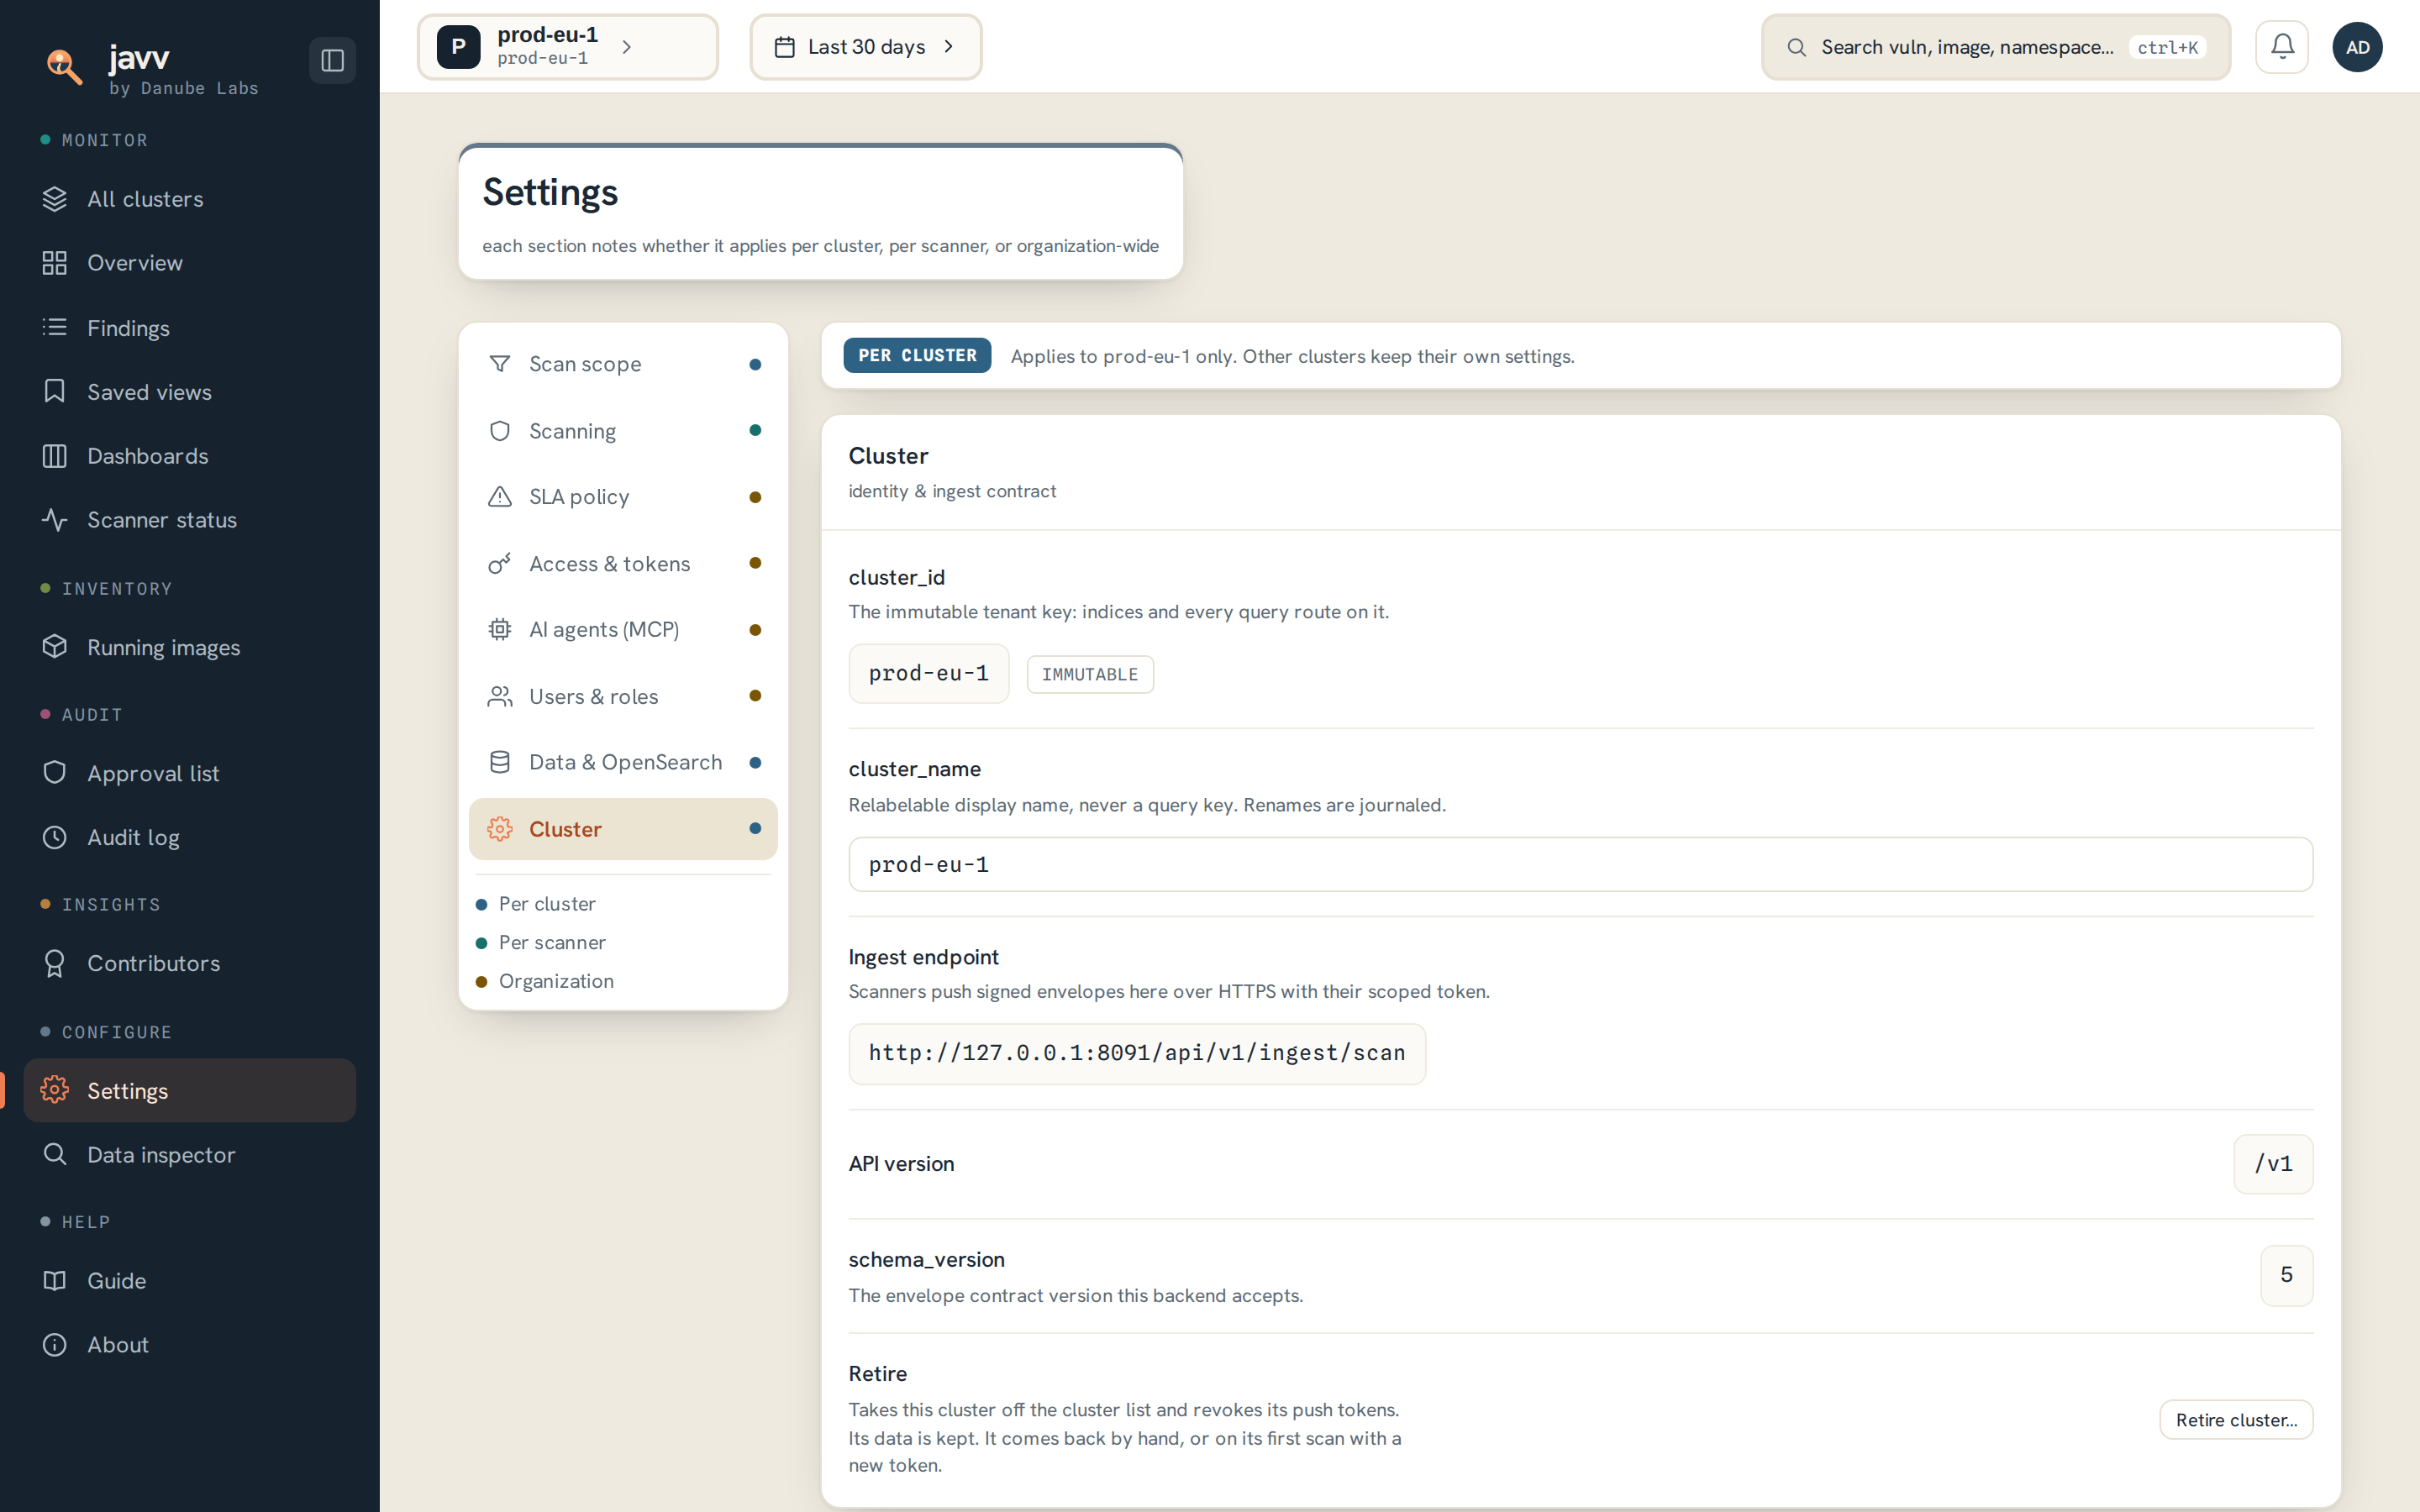 javv
by Danube Labs
MONITOR
All clusters
Overview
Findings
Saved views
Dashboards
Scanner status
INVENTORY
Running images
AUDIT
Approval list
Audit log
INSIGHTS
Contributors
CONFIGURE
Settings
Data inspector
HELP
Guide
About
P
prod-eu-1
prod-eu-1
Last 30 days
Search vuln, image, namespace...
ctrl+K
AD
Settings
each section notes whether it applies per cluster, per scanner, or organization-wide
Scan scope
Scanning
SLA policy
Access & tokens
AI agents (MCP)
Users & roles
Data & OpenSearch
Cluster
Per cluster
Per scanner
Organization
PER CLUSTER
Applies to prod-eu-1 only. Other clusters keep their own settings.
Cluster
identity & ingest contract
cluster_id
The immutable tenant key: indices and every query route on it.
prod-eu-1
IMMUTABLE
cluster_name
Relabelable display name, never a query key. Renames are journaled.
prod-eu-1
Ingest endpoint
Scanners push signed envelopes here over HTTPS with their scoped token.
http://127.0.0.1:8091/api/v1/ingest/scan
API version
/v1
schema_version
The envelope contract version this backend accepts.
5
Retire
Takes this cluster off the cluster list and revokes its push tokens.
Its data is kept. It comes back by hand, or on its first scan with a
new token.
Retire cluster...